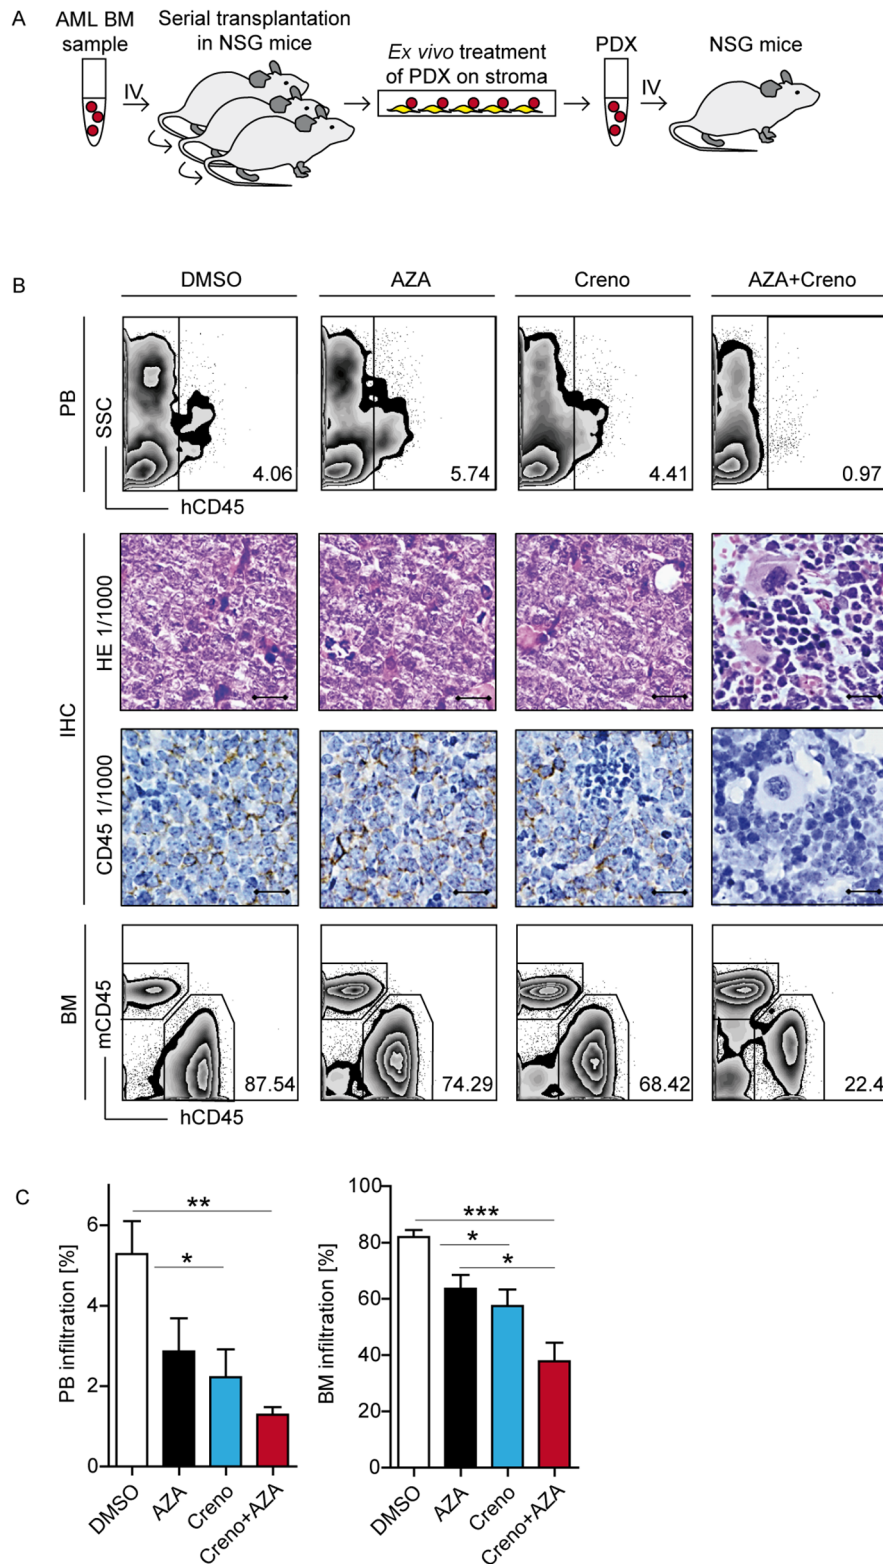 A
AML BM
sample
IV
Serial transplantation
in NSG mice
Ex vivo treatment
of PDX on stroma
PDX
IV
NSG mice
B
DMSO
AZA
Creno
AZA+Creno
PB
SSC
4.06
5.74
4.41
0.97
hCD45
IHC
HE 1/1000
CD45 1/1000
BM
mCD45
87.54
74.29
68.42
22.4
hCD45
C
PB infiltration [%]
6
4
2
0
**
*
DMSO
AZA
Creno
Creno+AZA
BM infiltration [%]
100
80
60
40
20
0
***
*
*
DMSO
AZA
Creno
Creno+AZA